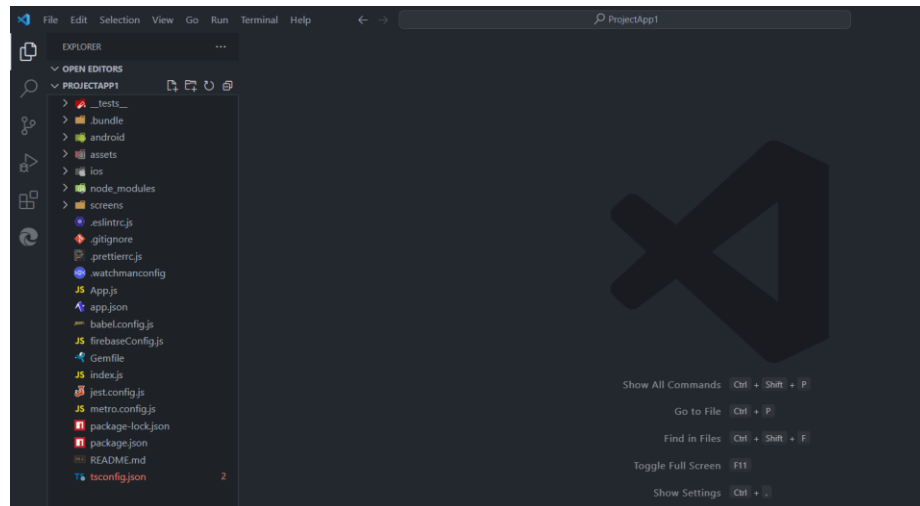 File Edit Selection View Go Run Terminal Help
ProjectApp1
EXPLORER
OPEN EDITORS
PROJECTAPP1
__tests__
.bundle
android
assets
ios
node_modules
screens
.eslintrc.js
.gitignore
.prettierrc.js
.watchmanconfig
JS App.js
app.json
babel.config.js
JS firebaseConfig.js
Gemfile
JS index.js
jest.config.js
JS metro.config.js
package-lock.json
package.json
README.md
TS tsconfig.json 2
Show All Commands Ctrl + Shift + P
Go to File Ctrl + P
Find in Files Ctrl + Shift + F
Toggle Full Screen F11
Show Settings Ctrl + ,